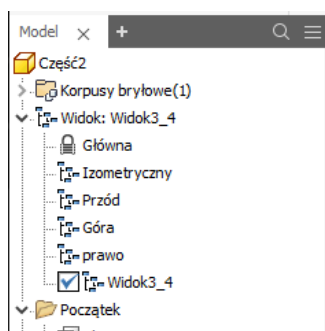 Model
Część2
Korpusy bryłowe(1)
Widok: Widok3_4
Główna
Izometryczny
Przód
Góra
prawo
Widok3_4
Początek